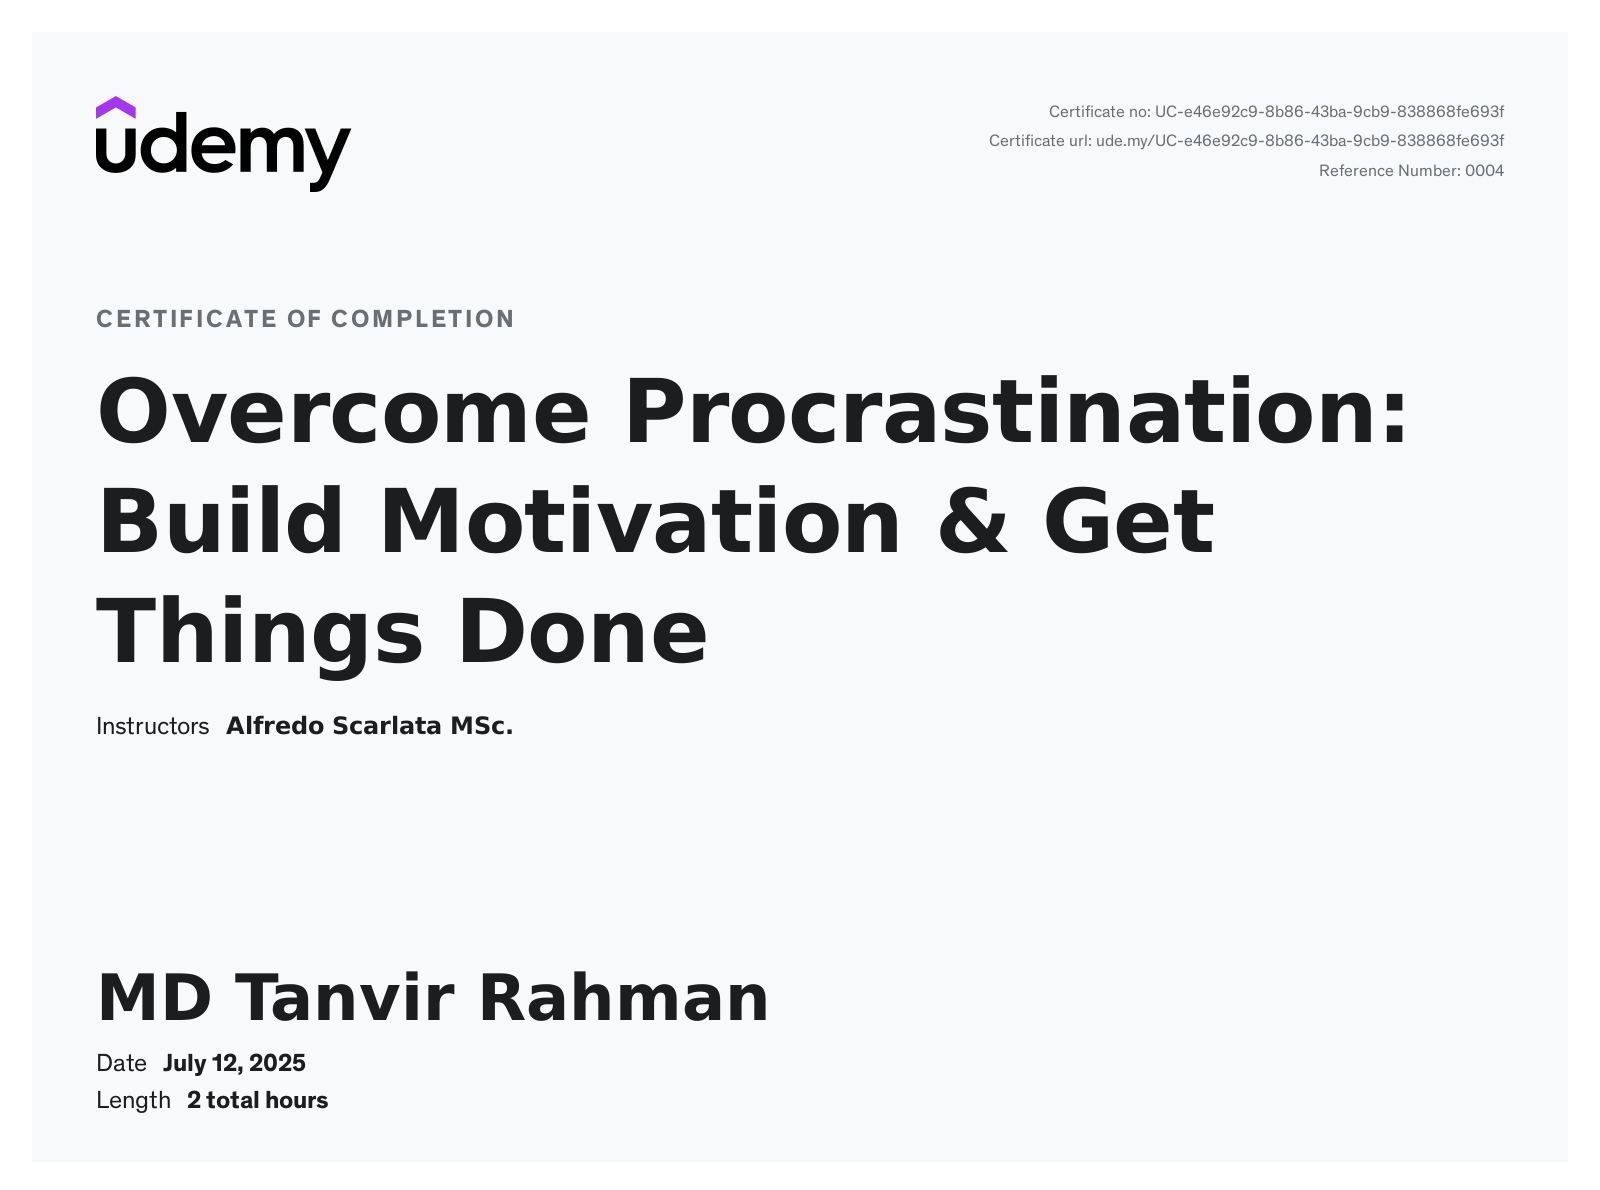 udemy
Certificate no: UC-e46e92c9-8b86-43ba-9cb9-838868fe693f
Certificate url: ude.my/UC-e46e92c9-8b86-43ba-9cb9-838868fe693f
Reference Number: 0004
CERTIFICATE OF COMPLETION
Overcome Procrastination:
Build Motivation & Get
Things Done
Instructors Alfredo Scarlata MSc.
MD Tanvir Rahman
Date July 12, 2025
Length 2 total hours